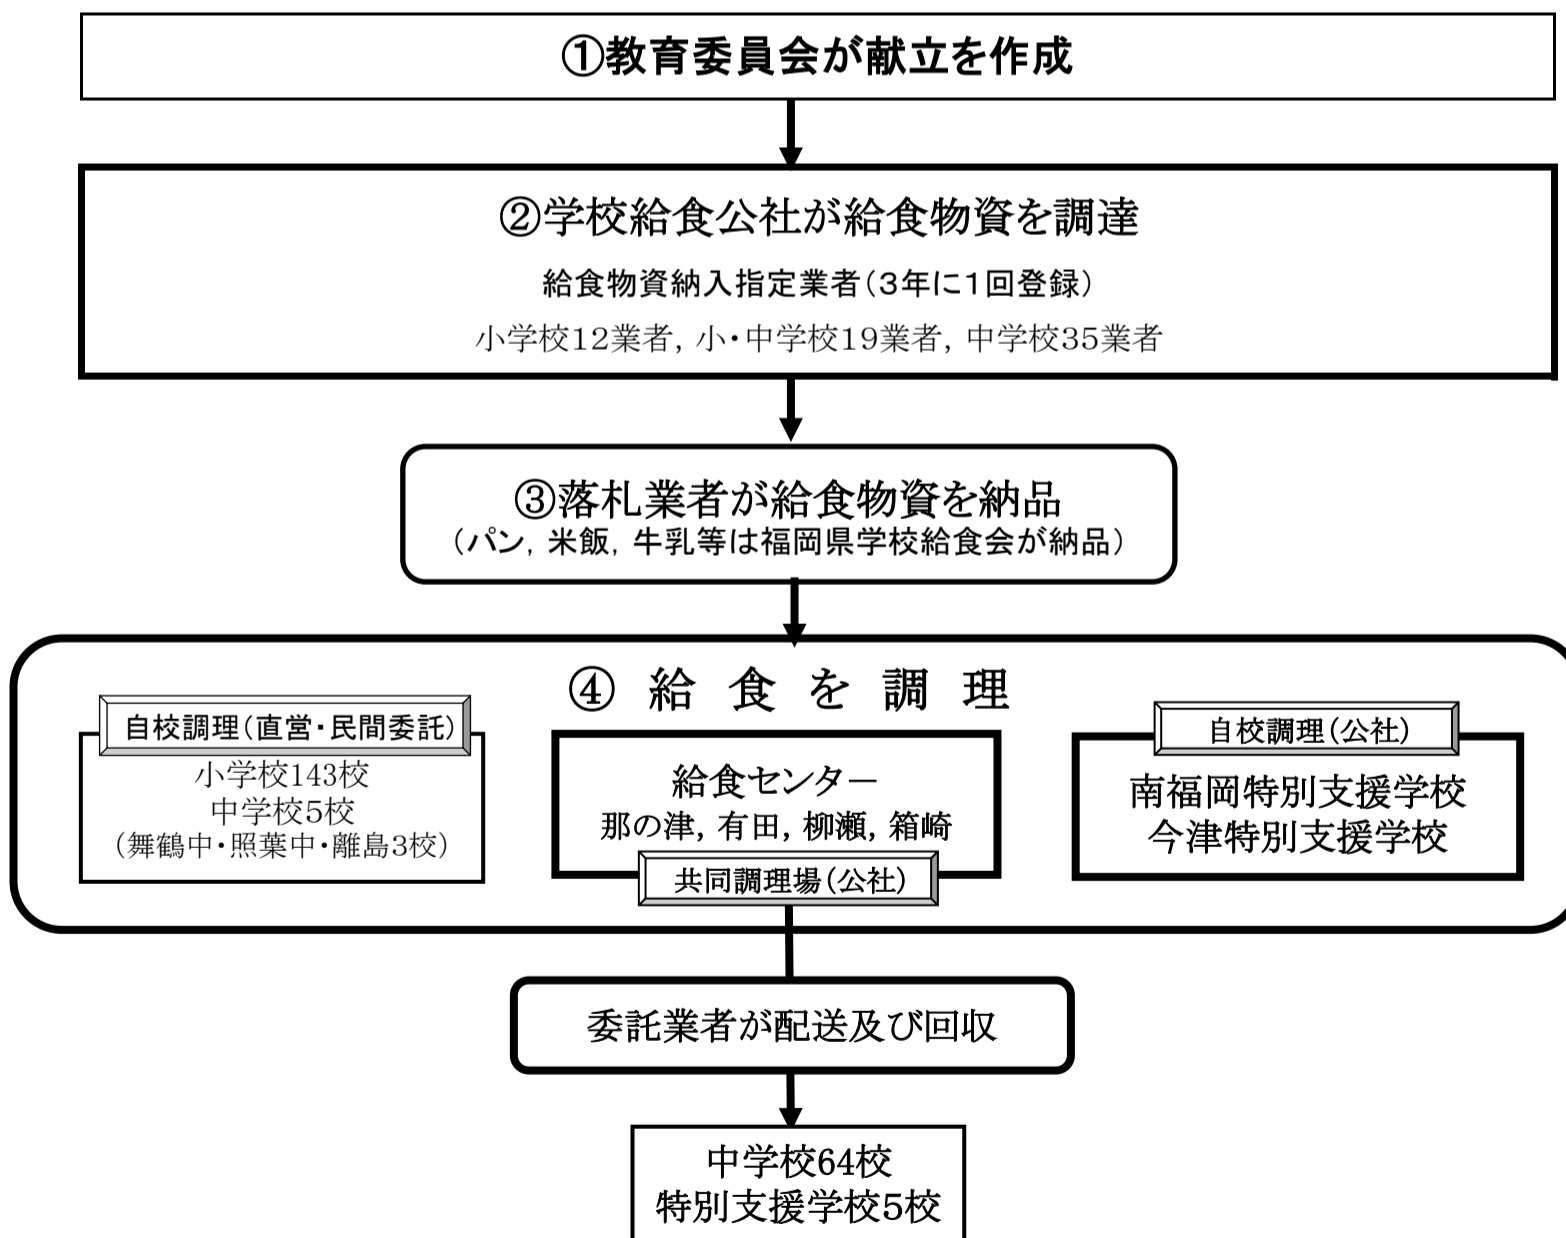 ①教育委員会が献立を作成
②学校給食公社が給食物資を調達
給食物資納入指定業者(3年に1回登録)
小学校12業者, 小・中学校19業者, 中学校35業者
③落札業者が給食物資を納品
(パン, 米飯, 牛乳等は福岡県学校給食会が納品)
④ 給 食 を 調 理
自校調理(直営・民間委託)
小学校143校
中学校5校
(舞鶴中・照葉中・離島3校)
給食センター
那の津, 有田, 柳瀬, 箱崎
共同調理場(公社)
自校調理(公社)
南福岡特別支援学校
今津特別支援学校
委託業者が配送及び回収
中学校64校
特別支援学校5校